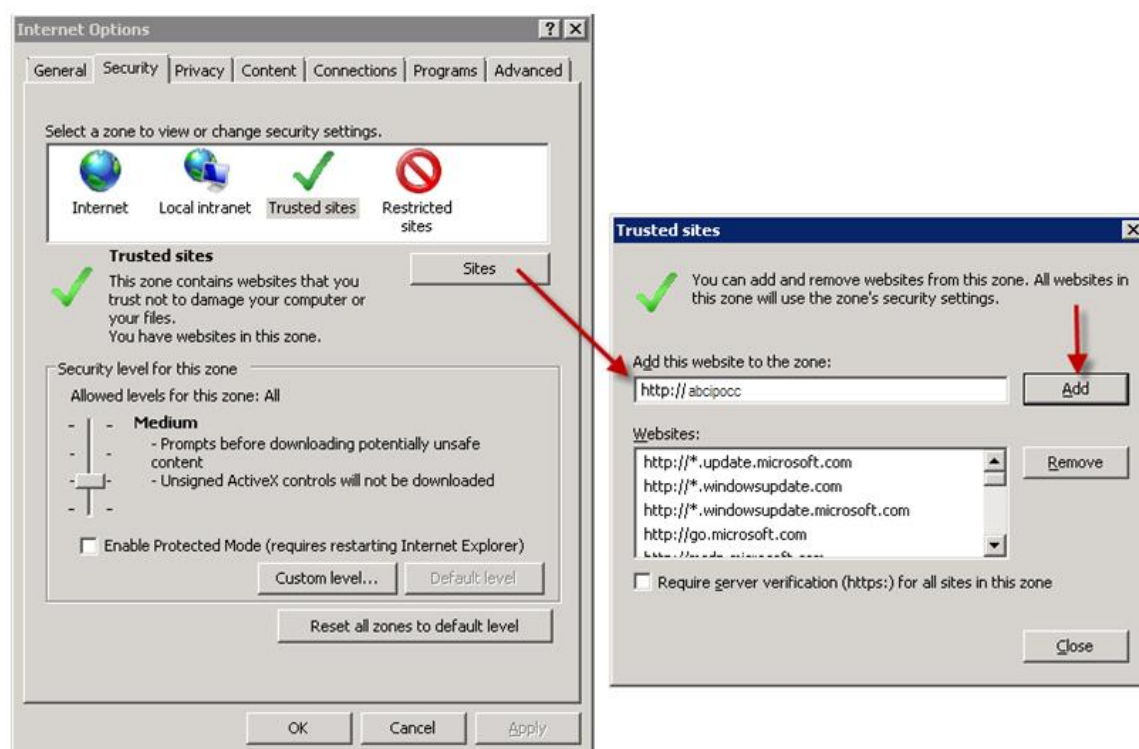 Internet Options
General Security Privacy Content Connections Programs Advanced
Select a zone to view or change security settings.
Internet
Local intranet
Trusted sites
Restricted
sites
Trusted sites
This zone contains websites that you
trust not to damage your computer or
your files.
You have websites in this zone.
Sites
Security level for this zone
Allowed levels for this zone: All
Medium
- Prompts before downloading potentially unsafe
content
- Unsigned ActiveX controls will not be downloaded
Enable Protected Mode (requires restarting Internet Explorer)
Custom level...
Default level
Reset all zones to default level
OK
Cancel
Apply
Trusted sites
You can add and remove websites from this zone. All websites in
this zone will use the zone's security settings.
Add this website to the zone:
http://abcipocc
Add
Websites:
http://*.update.microsoft.com
http://*.windowsupdate.com
http://*.windowsupdate.microsoft.com
http://go.microsoft.com
Remove
Require server verification (https:) for all sites in this zone
Close